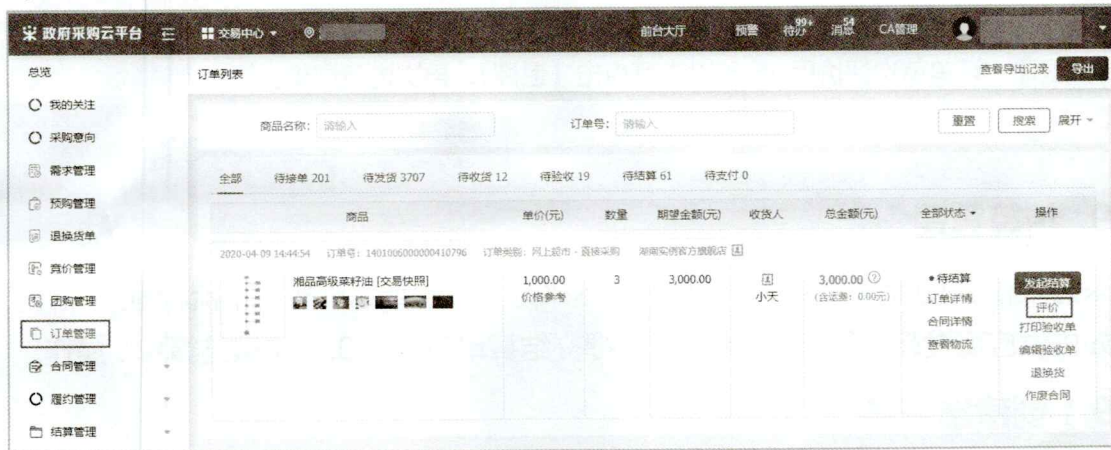 政府采购云平台 交易中心 前台大厅 预警 待办 99+ 消息 54 CA管理
总览
我的关注
采购意向
需求管理
预购管理
退换货单
竞价管理
团购管理
订单管理
合同管理
履约管理
结算管理
订单列表 查看导出记录 导出
商品名称: 请输入 订单号: 请输入 重置 搜索 展开
全部 待接单 201 待发货 3707 待收货 12 待验收 19 待结算 61 待支付 0
商品 单价(元) 数量 期望金额(元) 收货人 总金额(元) 全部状态 操作
2020-04-09 14:44:54 订单号: 1401086000000410796 订单类别: 网上超市 - 直接采购 湖南实例官方旗舰店
湘品高级菜籽油 [交易快照] 1,000.00 3 3,000.00 3,000.00 待结算 发起结算
价格参考 小天 (含运费: 0.00元) 订单详情 评价
合同详情 打印验收单
查看物流 编辑验收单
退换货
作废合同